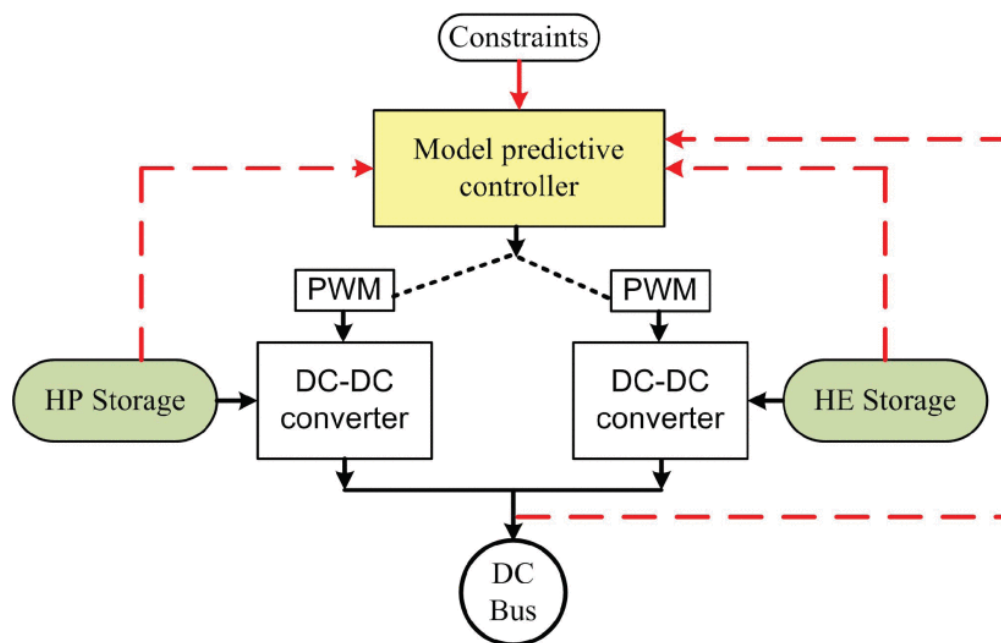 Constraints
Model predictive
controller
PWM
PWM
HP Storage
DC-DC
converter
DC-DC
converter
HE Storage
DC
Bus